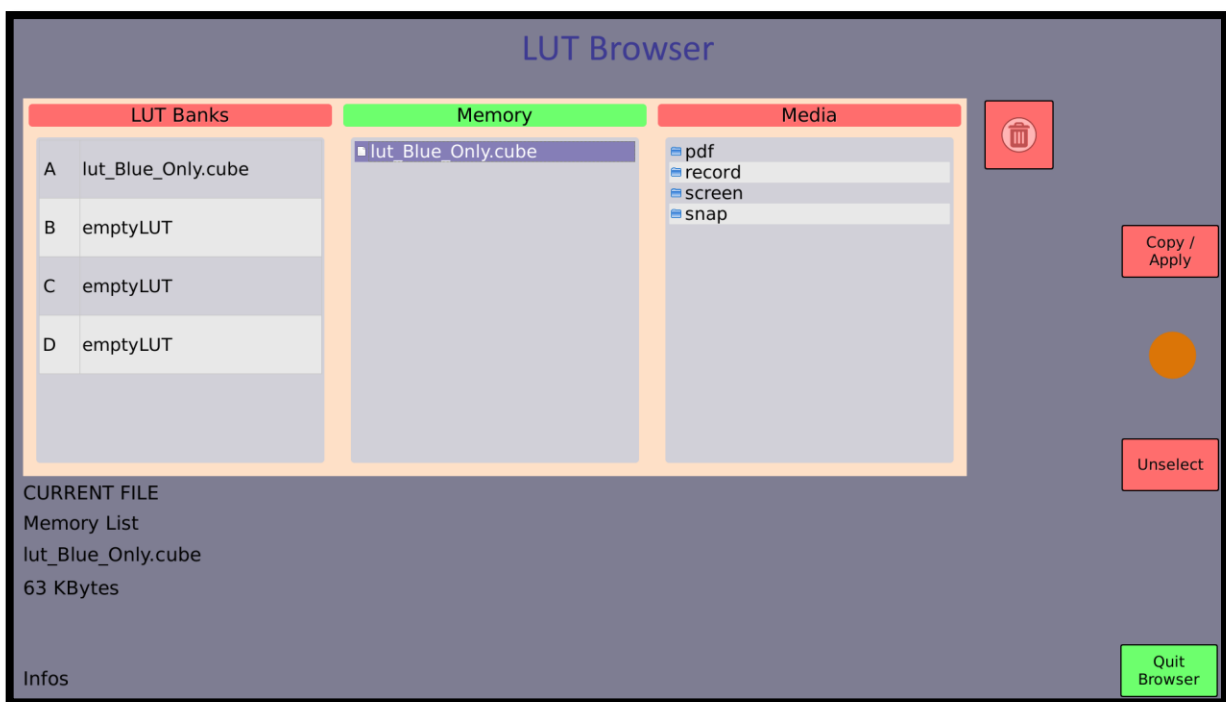 LUT Browser
LUT Banks
Memory
Media
A lut_Blue_Only.cube
B emptyLUT
C emptyLUT
D emptyLUT
lut_Blue_Only.cube
pdf
record
screen
snap
Copy /
Apply
Unselect
CURRENT FILE
Memory List
lut_Blue_Only.cube
63 KBytes
Infos
Quit
Browser